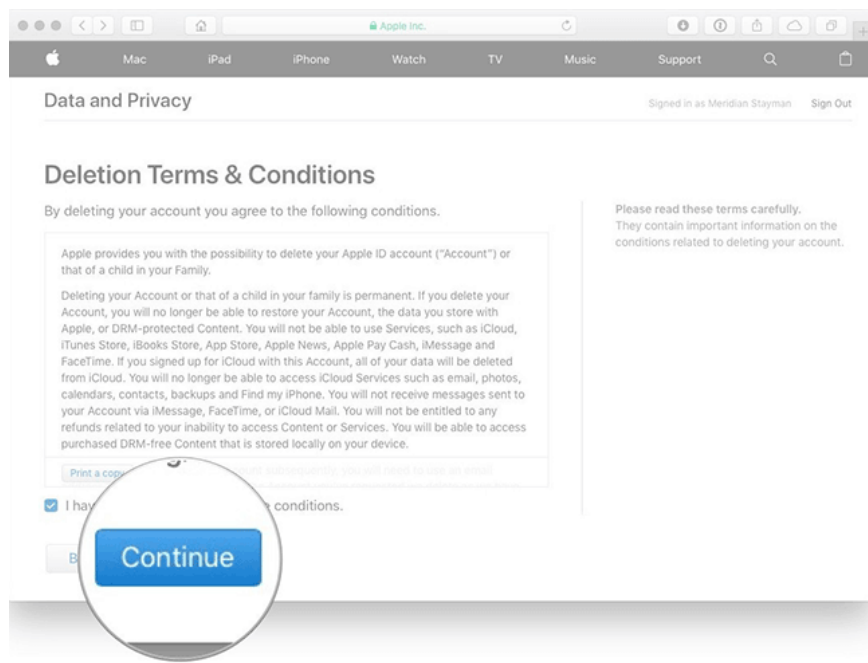 Apple Inc.
Mac iPad iPhone Watch TV Music Support
Data and Privacy
Signed in as Meridian Stayman Sign Out
Deletion Terms & Conditions
By deleting your account you agree to the following conditions.
Please read these terms carefully.
They contain important information on the
conditions related to deleting your account.
Apple provides you with the possibility to delete your Apple ID account ("Account") or
that of a child in your Family.
Deleting your Account or that of a child in your family is permanent. If you delete your
Account, you will no longer be able to restore your Account, the data you store with
Apple, or DRM-protected Content. You will not be able to use Services, such as iCloud,
iTunes Store, iBooks Store, App Store, Apple News, Apple Pay Cash, iMessage and
FaceTime. If you signed up for iCloud with this Account, all of your data will be deleted
from iCloud. You will no longer be able to access iCloud Services such as email, photos,
calendars, contacts, backups and Find my iPhone. You will not receive messages sent to
your Account via iMessage, FaceTime, or iCloud Mail. You will not be entitled to any
refunds related to your inability to access Content or Services. You will be able to access
purchased DRM-free Content that is stored locally on your device.
Print a copy subsequently, you will need to use an email
I hav conditions.
B
Continue